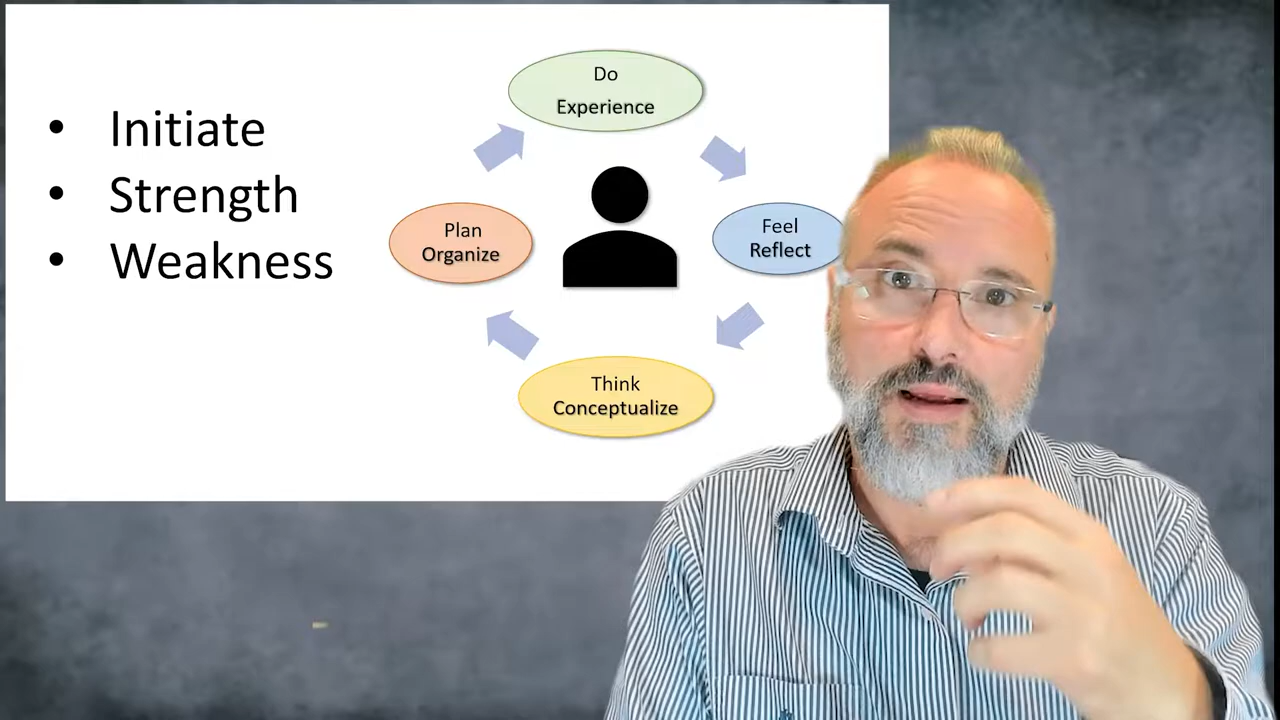 Initiate
Strength
Weakness
Do
Experience
Feel
Reflect
Think
Conceptualize
Plan
Organize